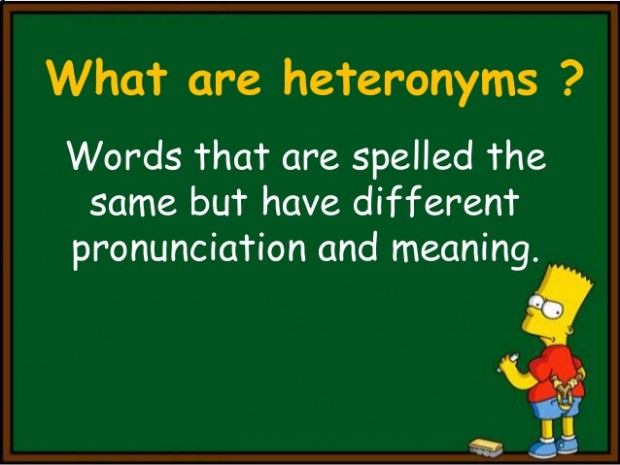 What are heteronyms ?
Words that are spelled the
same but have different
pronunciation and meaning.